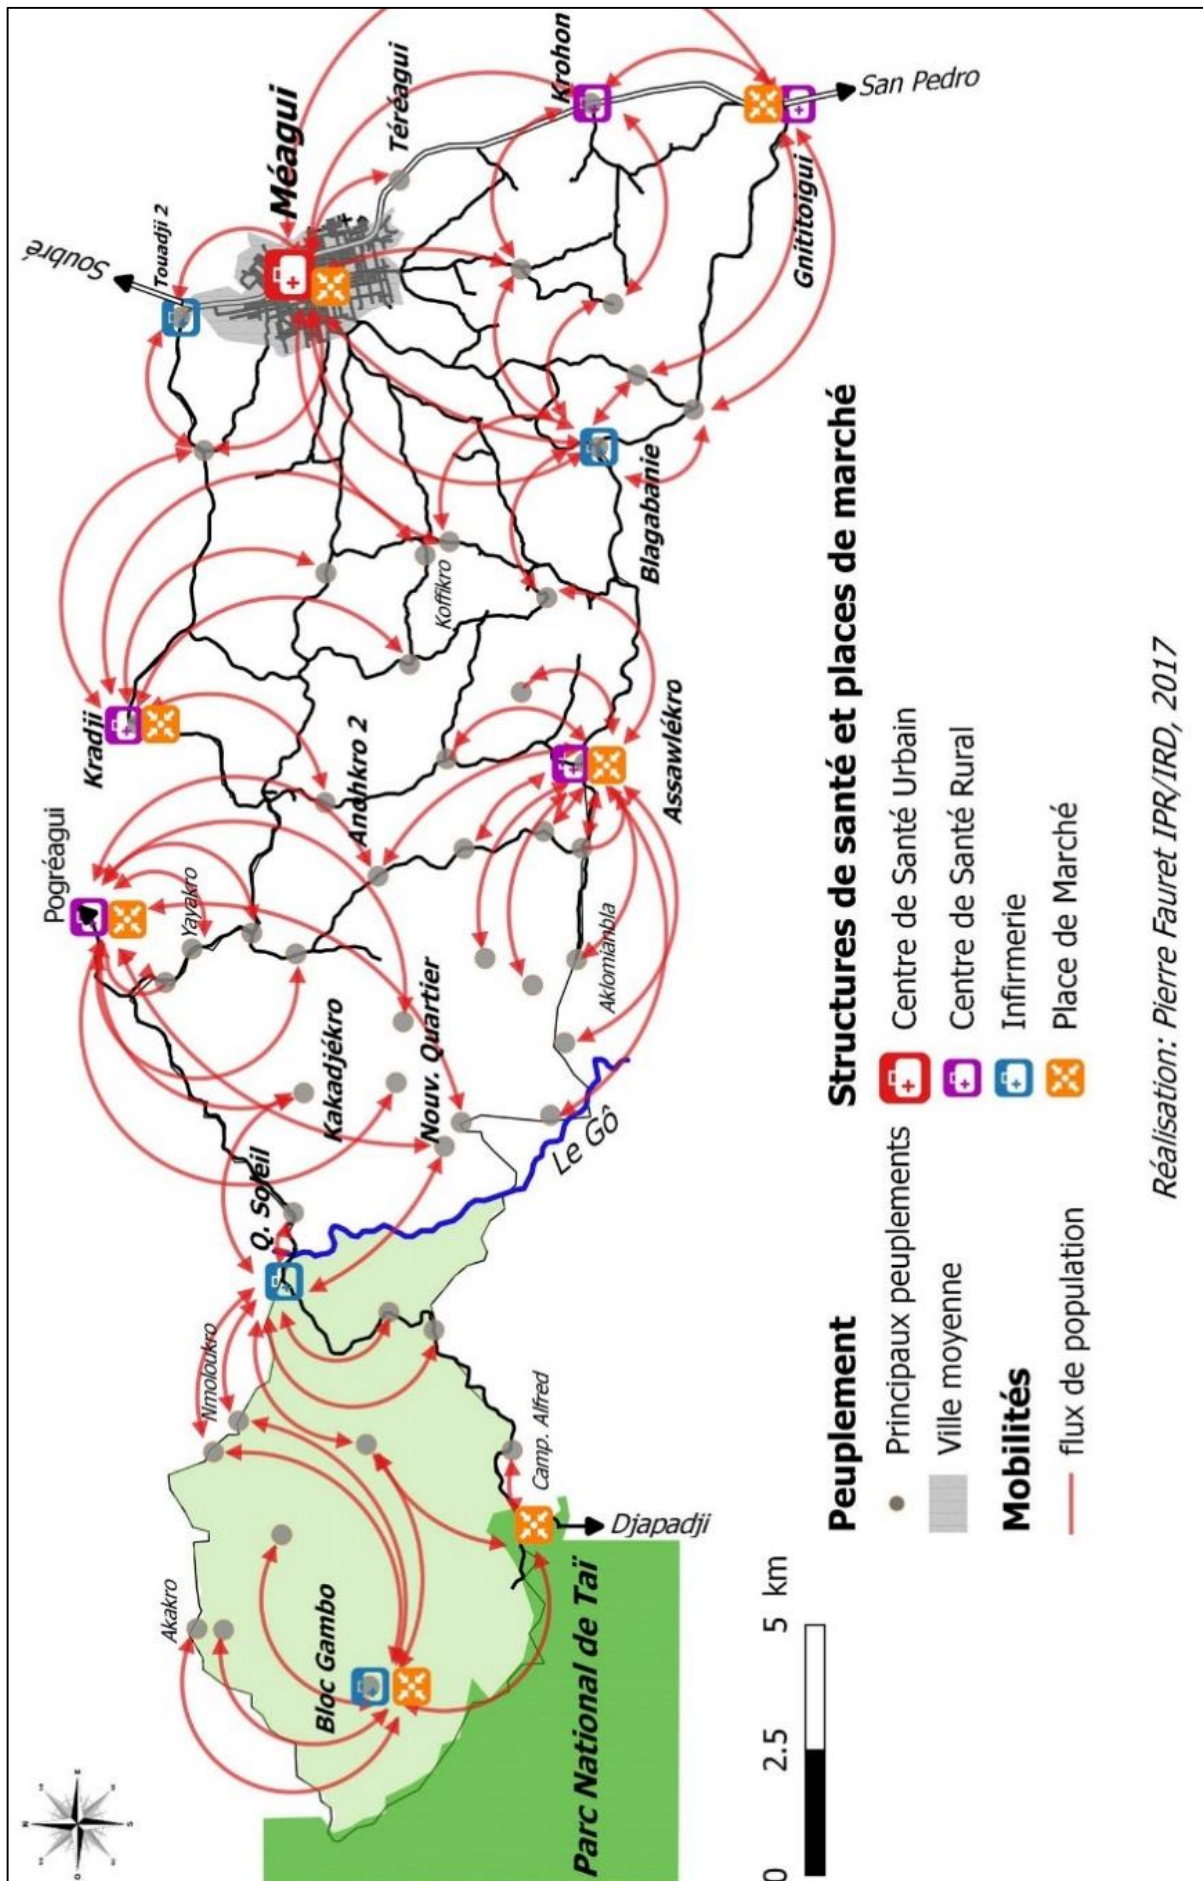 Soubré
Touadji 2
Méagui
Téréagui
Krohon
San Pedro
Gnititoigui
Kradji
Koffikro
Blagabanie
Pogréagui
Yayakro
Anohkro 2
Assawlékro
Aklomianbla
Kakadjékro
Nouv. Quartier
Q. Soleil
Le Gô
Nmoloukro
Camp. Alfred
Akakro
Bloc Gambo
Djapadji
Parc National de Taï
N
E
S
O
0 2.5 5 km
Peuplement
Principaux peuplements
Ville moyenne
Mobilités
flux de population
Structures de santé et places de marché
Centre de Santé Urbain
Centre de Santé Rural
Infirmerie
Place de Marché
Réalisation: Pierre Fauret IPR/IRD, 2017